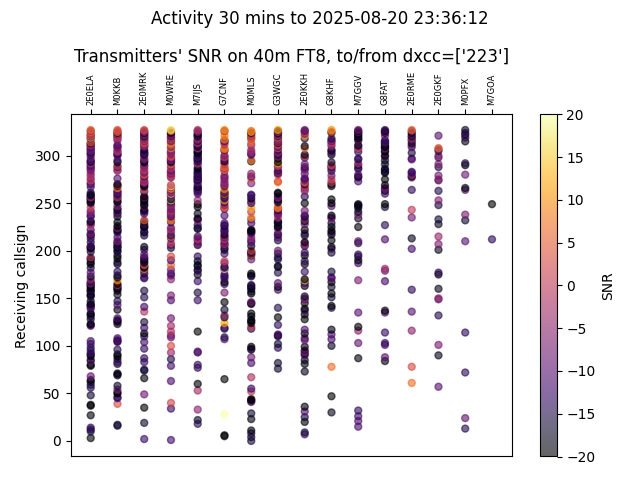 Activity 30 mins to 2025-08-20 23:36:12
Transmitters' SNR on 40m FT8, to/from dxcc=['223']
2E0ELA
M0KKB
2E0MRK
M0WRE
M7IJS
G7CNF
M0MLS
G3WGC
2E0KKH
G8KHF
M7GGV
G8FAT
2E0RME
2E0GKF
M0PFX
M7GOA
Receiving callsign
300
250
200
150
100
50
0
20
15
10
5
0
−5
−10
−15
−20
SNR